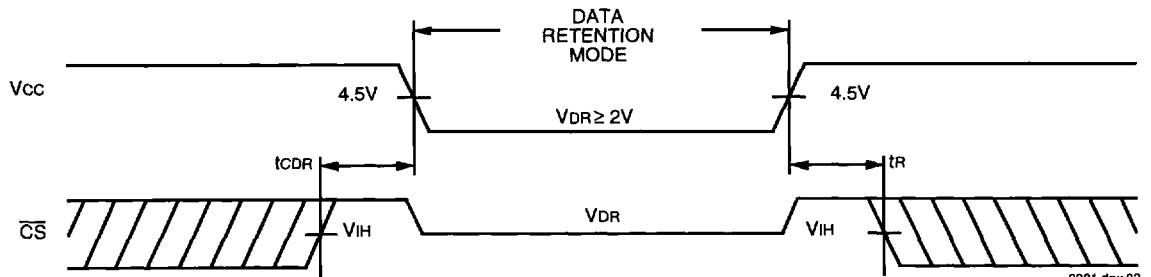 DATA
RETENTION
MODE
VCC
4.5V
4.5V
VDR ≥ 2V
tCDR
tR
CS
VIH
VDR
VIH